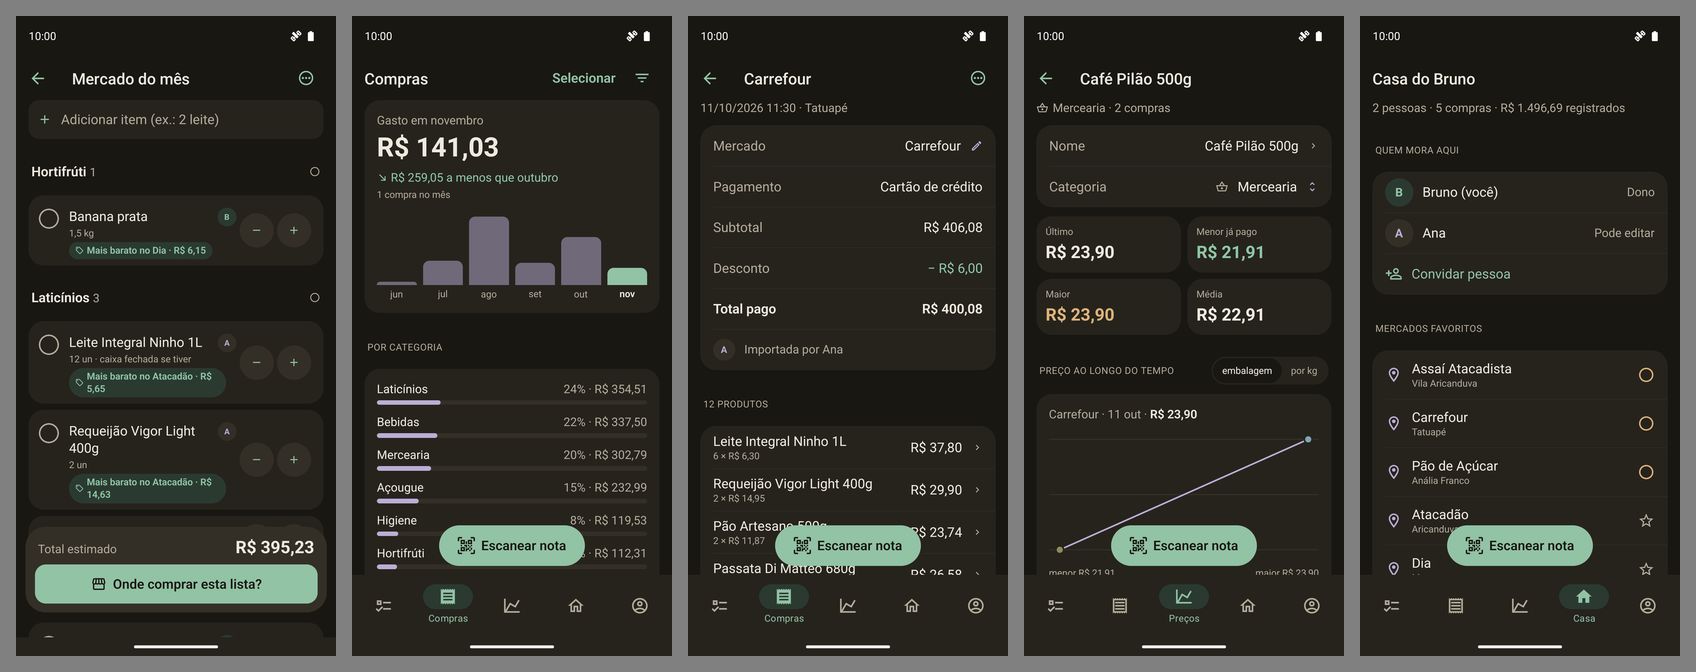 10:00
Mercado do mês
Adicionar item (ex.: 2 leite)
Hortifrúti 1
Banana prata
B
1,5 kg
Mais barato no Dia · R$ 6,15
Laticínios 3
Leite Integral Ninho 1L
A
12 un · caixa fechada se tiver
Mais barato no Atacadão · R$
5,65
Requeijão Vigor Light
400g
A
2 un
Mais barato no Atacadão · R$
14,63
Total estimado
R$ 395,23
Onde comprar esta lista?
10:00
Compras
Selecionar
Gasto em novembro
R$ 141,03
↘ R$ 259,05 a menos que outubro
1 compra no mês
jun jul ago set out nov
POR CATEGORIA
Laticínios 24% · R$ 354,51
Bebidas 22% · R$ 337,50
Mercearia 20% · R$ 302,79
Açougue 15% · R$ 232,99
Higiene 8% · R$ 119,53
Hortifrúti · R$ 112,31
Escanear nota
Compras
10:00
Carrefour
11/10/2026 11:30 · Tatuapé
Mercado Carrefour
Pagamento Cartão de crédito
Subtotal R$ 406,08
Desconto − R$ 6,00
Total pago R$ 400,08
A Importada por Ana
12 PRODUTOS
Leite Integral Ninho 1L
R$ 37,80
6 × R$ 6,30
Requeijão Vigor Light 400g
R$ 29,90
2 × R$ 14,95
Pão Artesano 500g
R$ 23,74
2 × R$ 11,87
Escanear nota
Passata Di Matteo 680g
R$ 26,58
Compras
10:00
Café Pilão 500g
Mercearia · 2 compras
Nome Café Pilão 500g
Categoria Mercearia
Último
R$ 23,90
Menor já pago
R$ 21,91
Maior
R$ 23,90
Média
R$ 22,91
PREÇO AO LONGO DO TEMPO
embalagem por kg
Carrefour · 11 out · R$ 23,90
Escanear nota
menor R$ 21,91 maior R$ 23,90
Preços
10:00
Casa do Bruno
2 pessoas · 5 compras · R$ 1.496,69 registrados
QUEM MORA AQUI
B Bruno (você) Dono
A Ana Pode editar
Convidar pessoa
MERCADOS FAVORITOS
Assaí Atacadista
Vila Aricanduva
Carrefour
Tatuapé
Pão de Açúcar
Anália Franco
Atacadão
Escanear nota
Dia
Casa